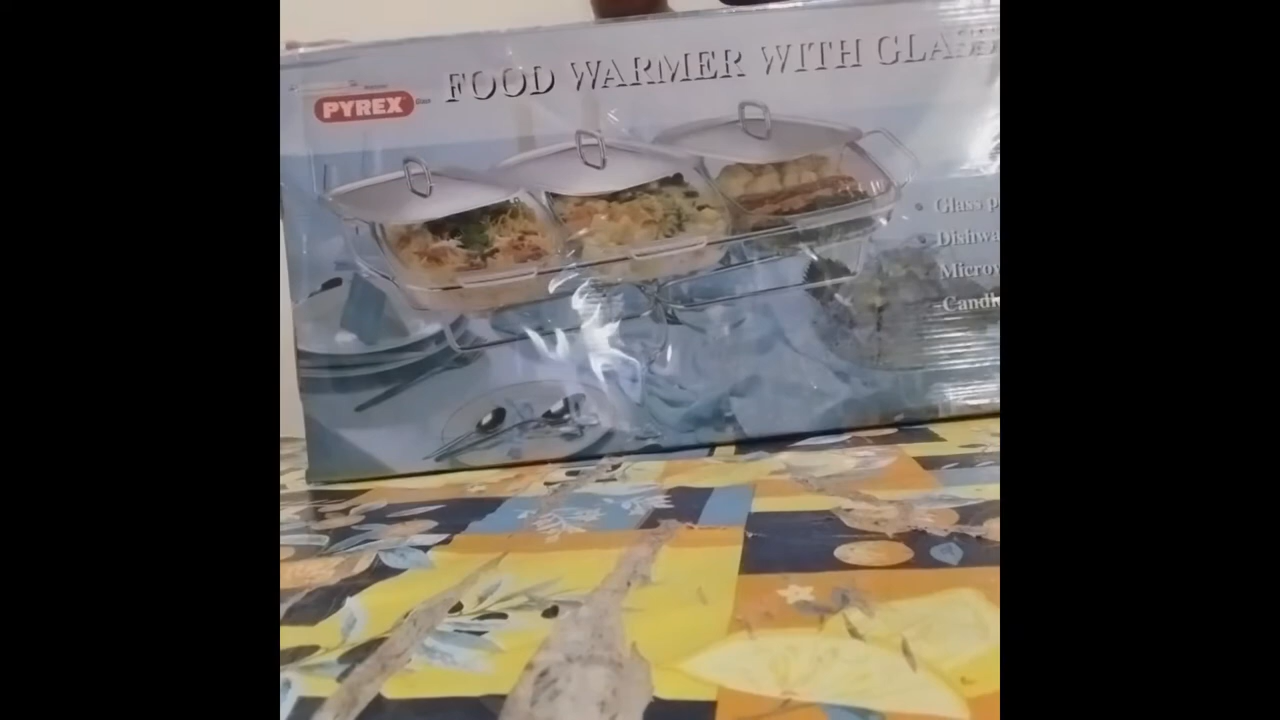 FOOD WARMER WITH GLA
PYREX
Glass p
Dishwa
Microw
-Candl